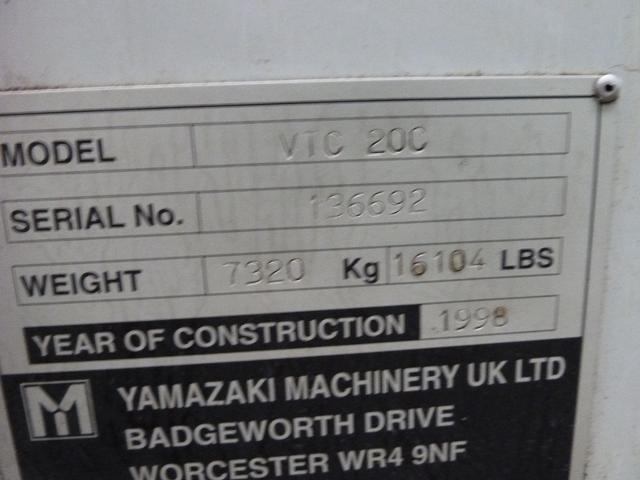 MODEL VTC 20C
SERIAL No. 136692
WEIGHT 7320 Kg 16104 LBS
YEAR OF CONSTRUCTION 1998
M YAMAZAKI MACHINERY UK LTD
BADGEWORTH DRIVE
WORCESTER WR4 9NF